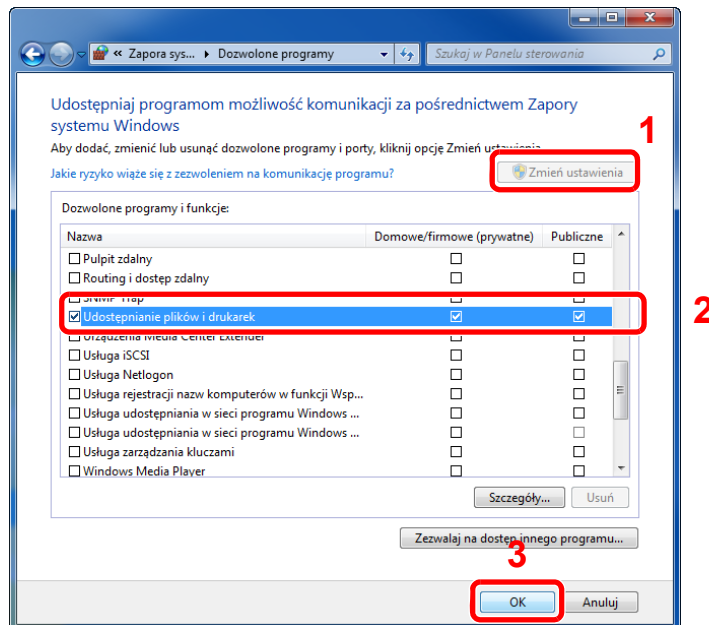 « Zapora sys... ▸ Dozwolone programy
Szukaj w Panelu sterowania
Udostępniaj programom możliwość komunikacji za pośrednictwem Zapory
systemu Windows
1
Aby dodać, zmienić lub usunąć dozwolone programy i porty, kliknij opcję Zmień ustawienia.
Jakie ryzyko wiąże się z zezwoleniem na komunikację programu?
Zmień ustawienia
Dozwolone programy i funkcje:
Nazwa Domowe/firmowe (prywatne) Publiczne
Pulpit zdalny
Routing i dostęp zdalny
SNMP Trap
Udostępnianie plików i drukarek
2
Urządzenia Media Center Extender
Usługa iSCSI
Usługa Netlogon
Usługa rejestracji nazw komputerów w funkcji Wsp...
Usługa udostępniania w sieci programu Windows ...
Usługa udostępniania w sieci programu Windows ...
Usługa zarządzania kluczami
Windows Media Player
Szczegóły... Usuń
Zezwalaj na dostęp innego programu...
3
OK Anuluj